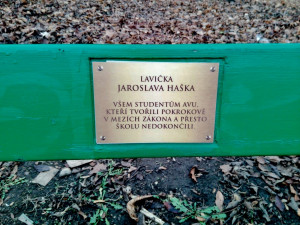 LAVIČKA
JAROSLAVA HAŠKA
VŠEM STUDENTŮM AVU,
KTEŘÍ TVOŘILI POKROKOVĚ
V MEZÍCH ZÁKONA A PŘESTO
ŠKOLU NEDOKONČILI.